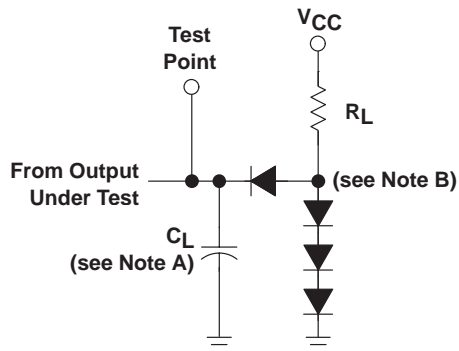 Test
Point
VCC
RL
From Output
Under Test
(see Note B)
CL
(see Note A)